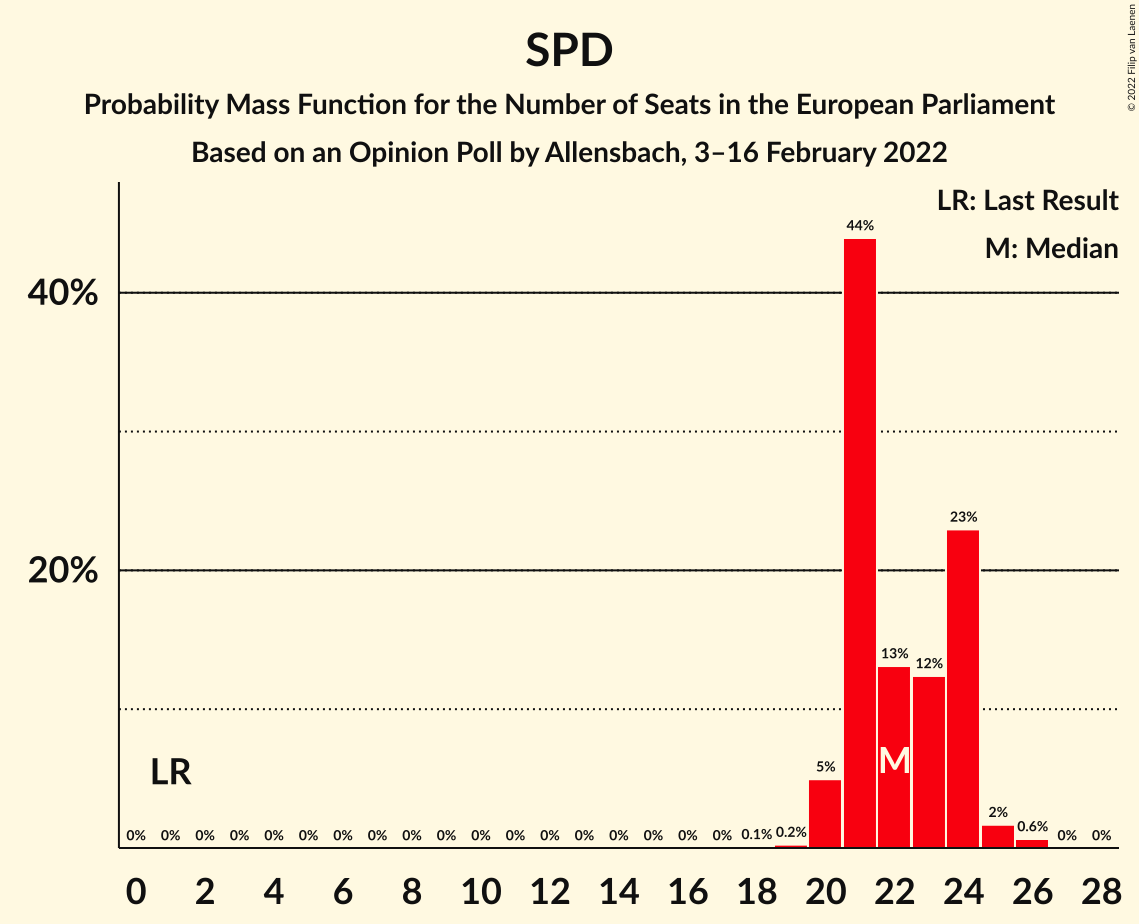 SPD
Probability Mass Function for the Number of Seats in the European Parliament
Based on an Opinion Poll by Allensbach, 3–16 February 2022
© 2022 Filip van Laenen
LR: Last Result
M: Median
44%
40%
23%
20%
13%
12%
M
LR
5%
2%
0% 0% 0% 0% 0% 0% 0% 0% 0% 0% 0% 0% 0% 0% 0% 0% 0% 0% 0.1% 0.2% 0.6% 0% 0%
0 2 4 6 8 10 12 14 16 18 20 22 24 26 28